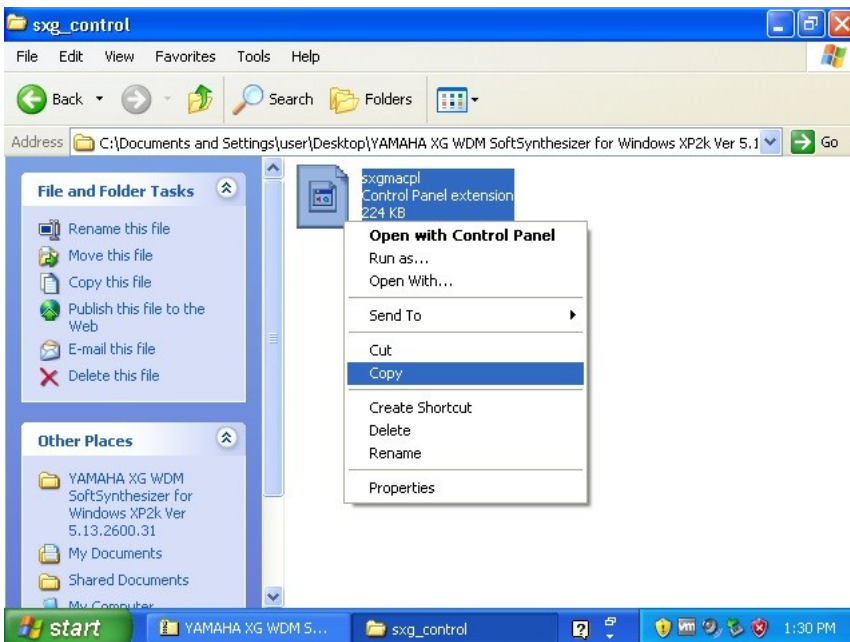 sxg_control
File Edit View Favorites Tools Help
Back Search Folders
Address C:\Documents and Settings\user\Desktop\YAMAHA XG WDM SoftSynthesizer for Windows XP2k Ver 5.1 Go
File and Folder Tasks
Rename this file
Move this file
Copy this file
Publish this file to the
Web
E-mail this file
Delete this file
Other Places
YAMAHA XG WDM
SoftSynthesizer for
Windows XP2k Ver
5.13.2600.31
My Documents
Shared Documents
My Computer
sxgmacpl
Control Panel extension
224 KB
Open with Control Panel
Run as...
Open With...
Send To
Cut
Copy
Create Shortcut
Delete
Rename
Properties
start YAMAHA XG WDM S... sxg_control vm 1:30 PM